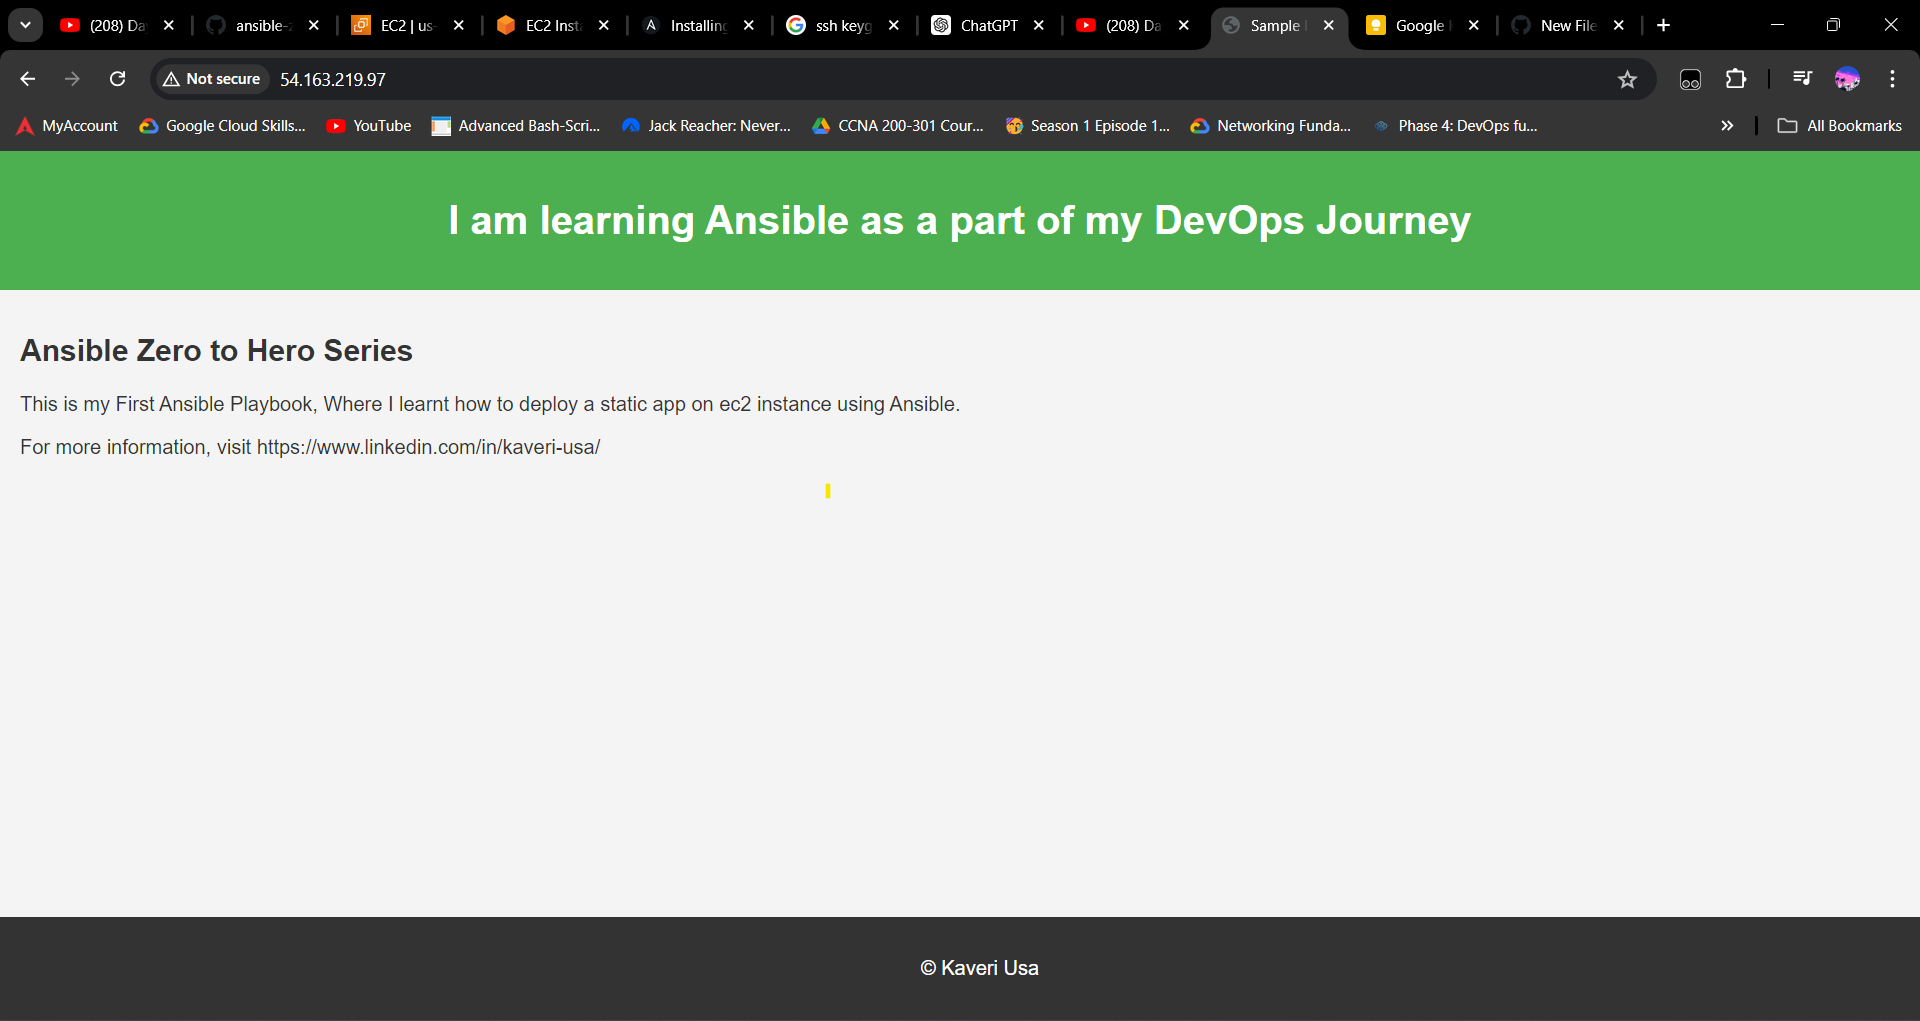 (208) Da
ansible-z
EC2 | us-
EC2 Insta
Installing
ssh keyg
ChatGPT
(208) Da
Sample
Google
New File
Not secure
54.163.219.97
MyAccount
Google Cloud Skills...
YouTube
Advanced Bash-Scri...
Jack Reacher: Never...
CCNA 200-301 Cour...
Season 1 Episode 1...
Networking Funda...
Phase 4: DevOps fu...
All Bookmarks
I am learning Ansible as a part of my DevOps Journey
Ansible Zero to Hero Series
This is my First Ansible Playbook, Where I learnt how to deploy a static app on ec2 instance using Ansible.
For more information, visit https://www.linkedin.com/in/kaveri-usa/
© Kaveri Usa